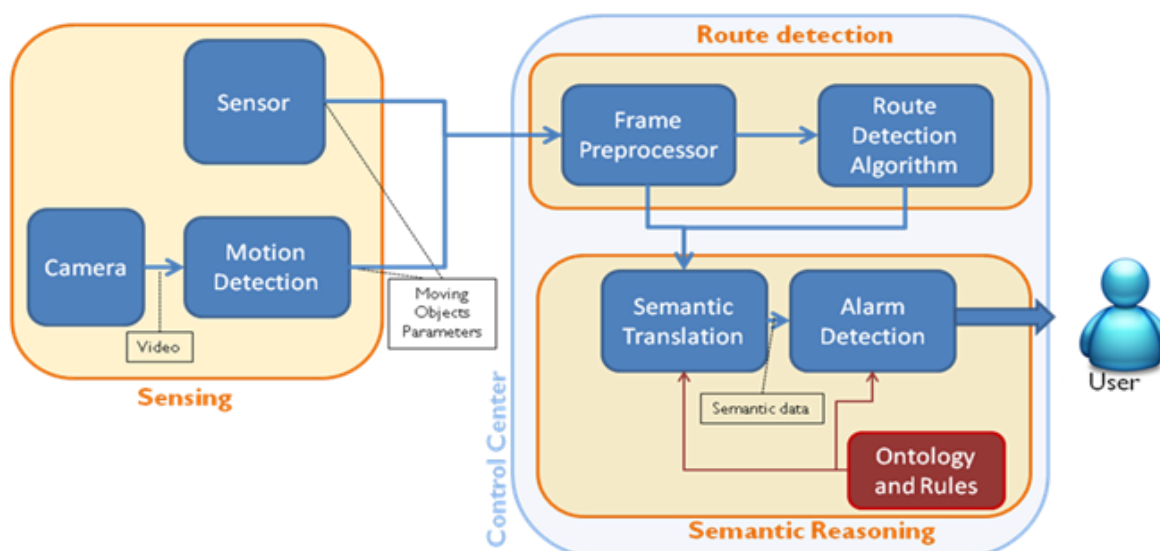 Route detection
Sensor
Frame
Preprocessor
Route
Detection
Algorithm
Camera
Motion
Detection
Moving
Objects
Parameters
Video
Sensing
Control Center
Semantic
Translation
Alarm
Detection
Semantic data
Ontology
and Rules
Semantic Reasoning
User